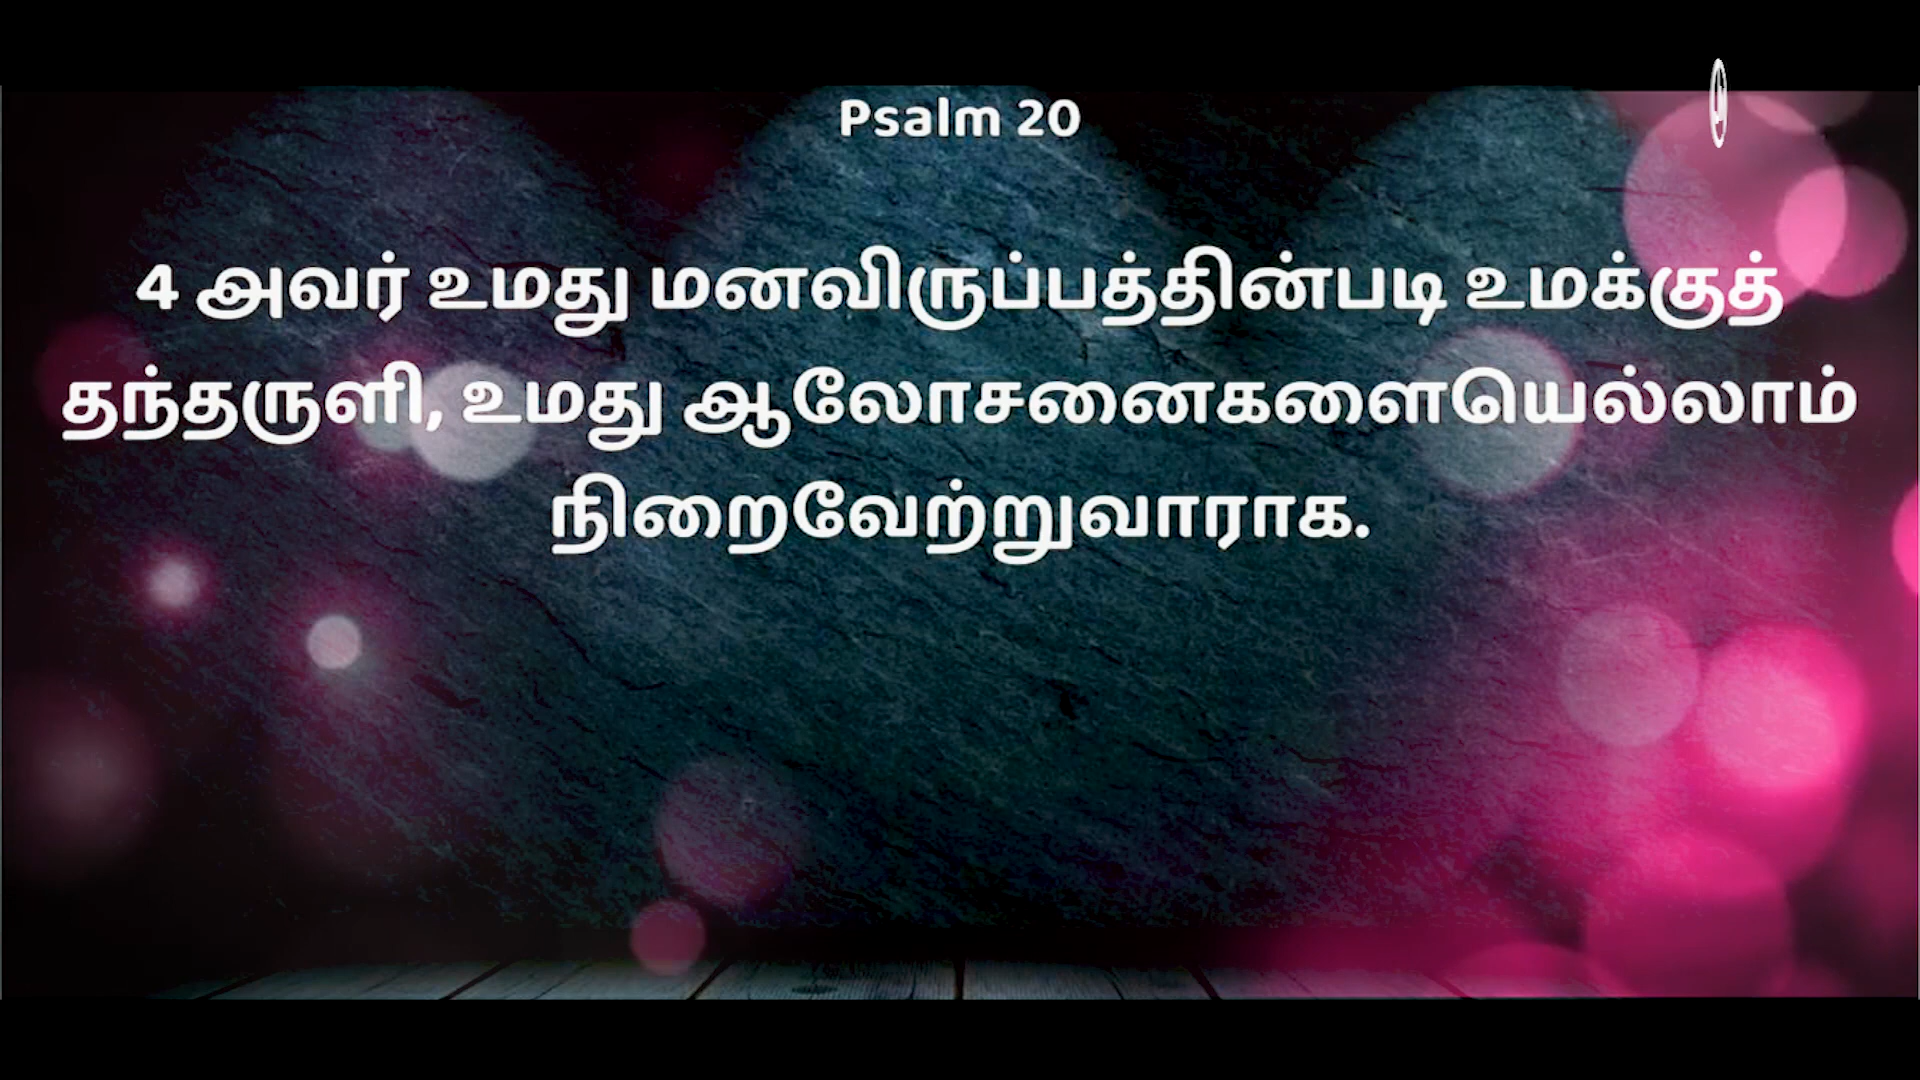 Psalm 20
4 அவர் உமது மனவிருப்பத்தின்படி உமக்குத்
தந்தருளி, உமது ஆலோசனைகளையெல்லாம்
நிறைவேற்றுவாராக.